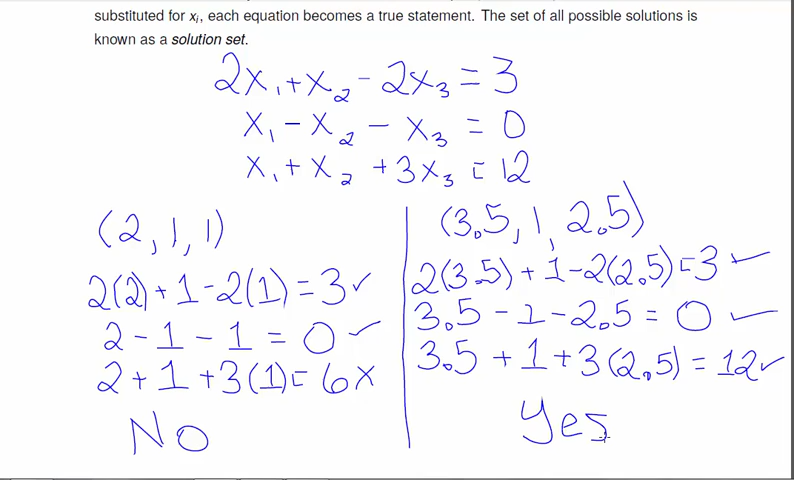 substituted for xᵢ, each equation becomes a true statement. The set of all possible solutions is
known as a solution set.
2x₁+x₂-2x₃=3
x₁-x₂-x₃=0
x₁+x₂+3x₃=12
(2,1,1)
2(2)+1-2(1)=3✓
2-1-1=0✓
2+1+3(1)=6x
No
(3.5,1,2.5)
2(3.5)+1-2(2.5)=3✓
3.5-1-2.5=0✓
3.5+1+3(2.5)=12✓
Yes